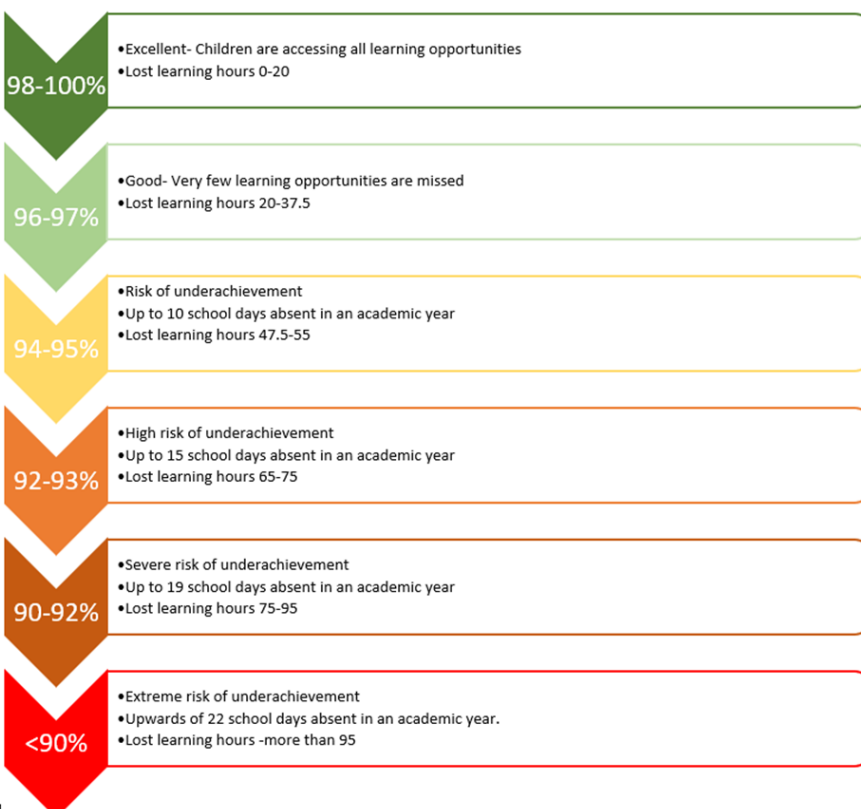 98-100%
•Excellent- Children are accessing all learning opportunities
•Lost learning hours 0-20
96-97%
•Good- Very few learning opportunities are missed
•Lost learning hours 20-37.5
94-95%
•Risk of underachievement
•Up to 10 school days absent in an academic year
•Lost learning hours 47.5-55
92-93%
•High risk of underachievement
•Up to 15 school days absent in an academic year
•Lost learning hours 65-75
90-92%
•Severe risk of underachievement
•Up to 19 school days absent in an academic year
•Lost learning hours 75-95
<90%
•Extreme risk of underachievement
•Upwards of 22 school days absent in an academic year.
•Lost learning hours -more than 95